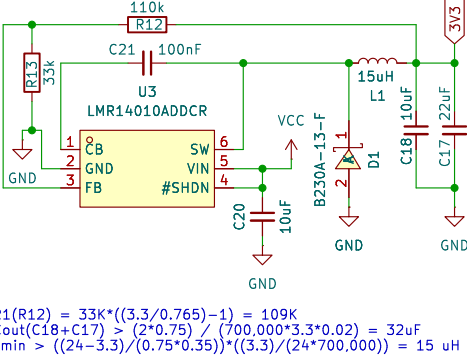 110k
R12
3V3
C21 100nF
R13
33k
U3
LMR14010ADDCR
15uH
L1
10uF
C18
22uF
C17
1 CB SW 6
2 GND VIN 5
3 FB #SHDN 4
GND
VCC
B230A-13-F
1
2
D1
C20
10uF
GND
GND
GND
R12) = 33K*((3.3/0.765)-1) = 109K
out(C18+C17) > (2*0.75) / (700,000*3.3*0.02) = 32uF
min > ((24-3.3)/(0.75*0.35))*((3.3)/(24*700,000)) = 15 uH